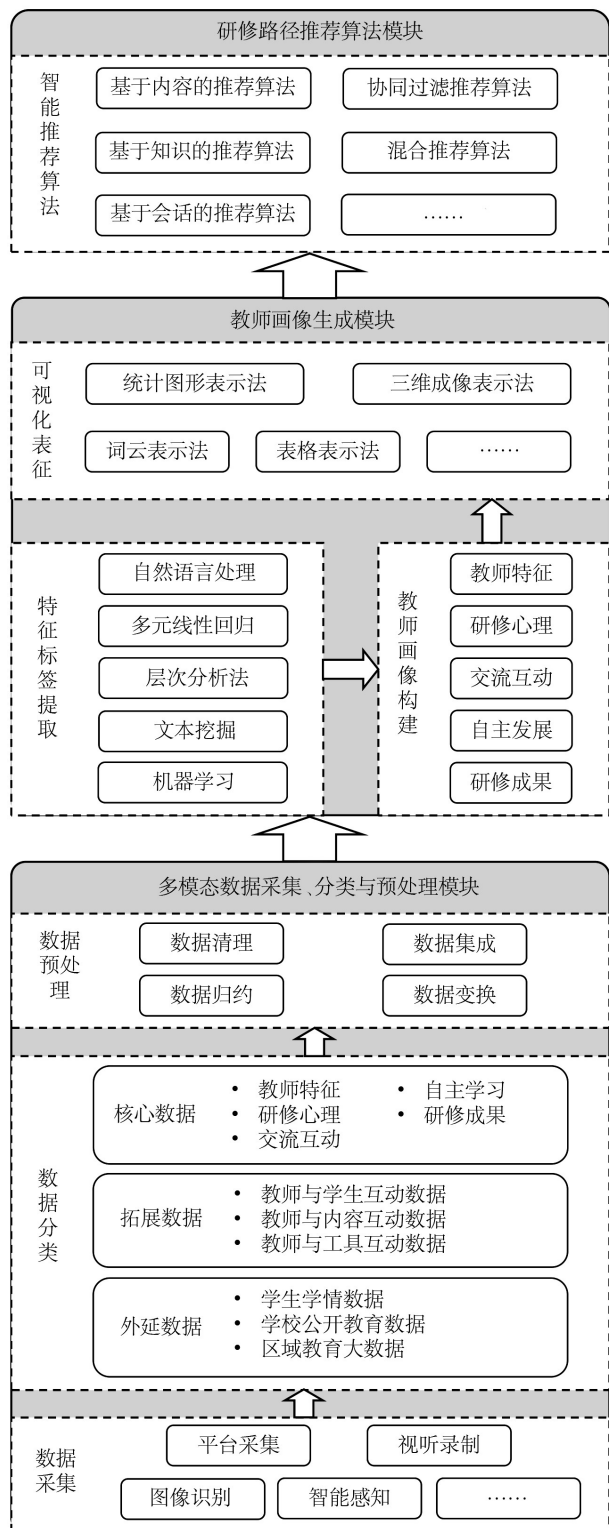 研修路径推荐算法模块
智能推荐算法
基于内容的推荐算法
协同过滤推荐算法
基于知识的推荐算法
混合推荐算法
基于会话的推荐算法
……
教师画像生成模块
可视化表征
统计图形表示法
三维成像表示法
词云表示法
表格表示法
……
特征标签提取
自然语言处理
多元线性回归
层次分析法
文本挖掘
机器学习
教师画像构建
教师特征
研修心理
交流互动
自主发展
研修成果
多模态数据采集、分类与预处理模块
数据
预处
理
数据清理
数据集成
数据归约
数据变换
数据分类
核心数据
• 教师特征
• 研修心理
• 交流互动
• 自主学习
• 研修成果
拓展数据
• 教师与学生互动数据
• 教师与内容互动数据
• 教师与工具互动数据
外延数据
• 学生学情数据
• 学校公开教育数据
• 区域教育大数据
数据
采集
平台采集
视听录制
图像识别
智能感知
……